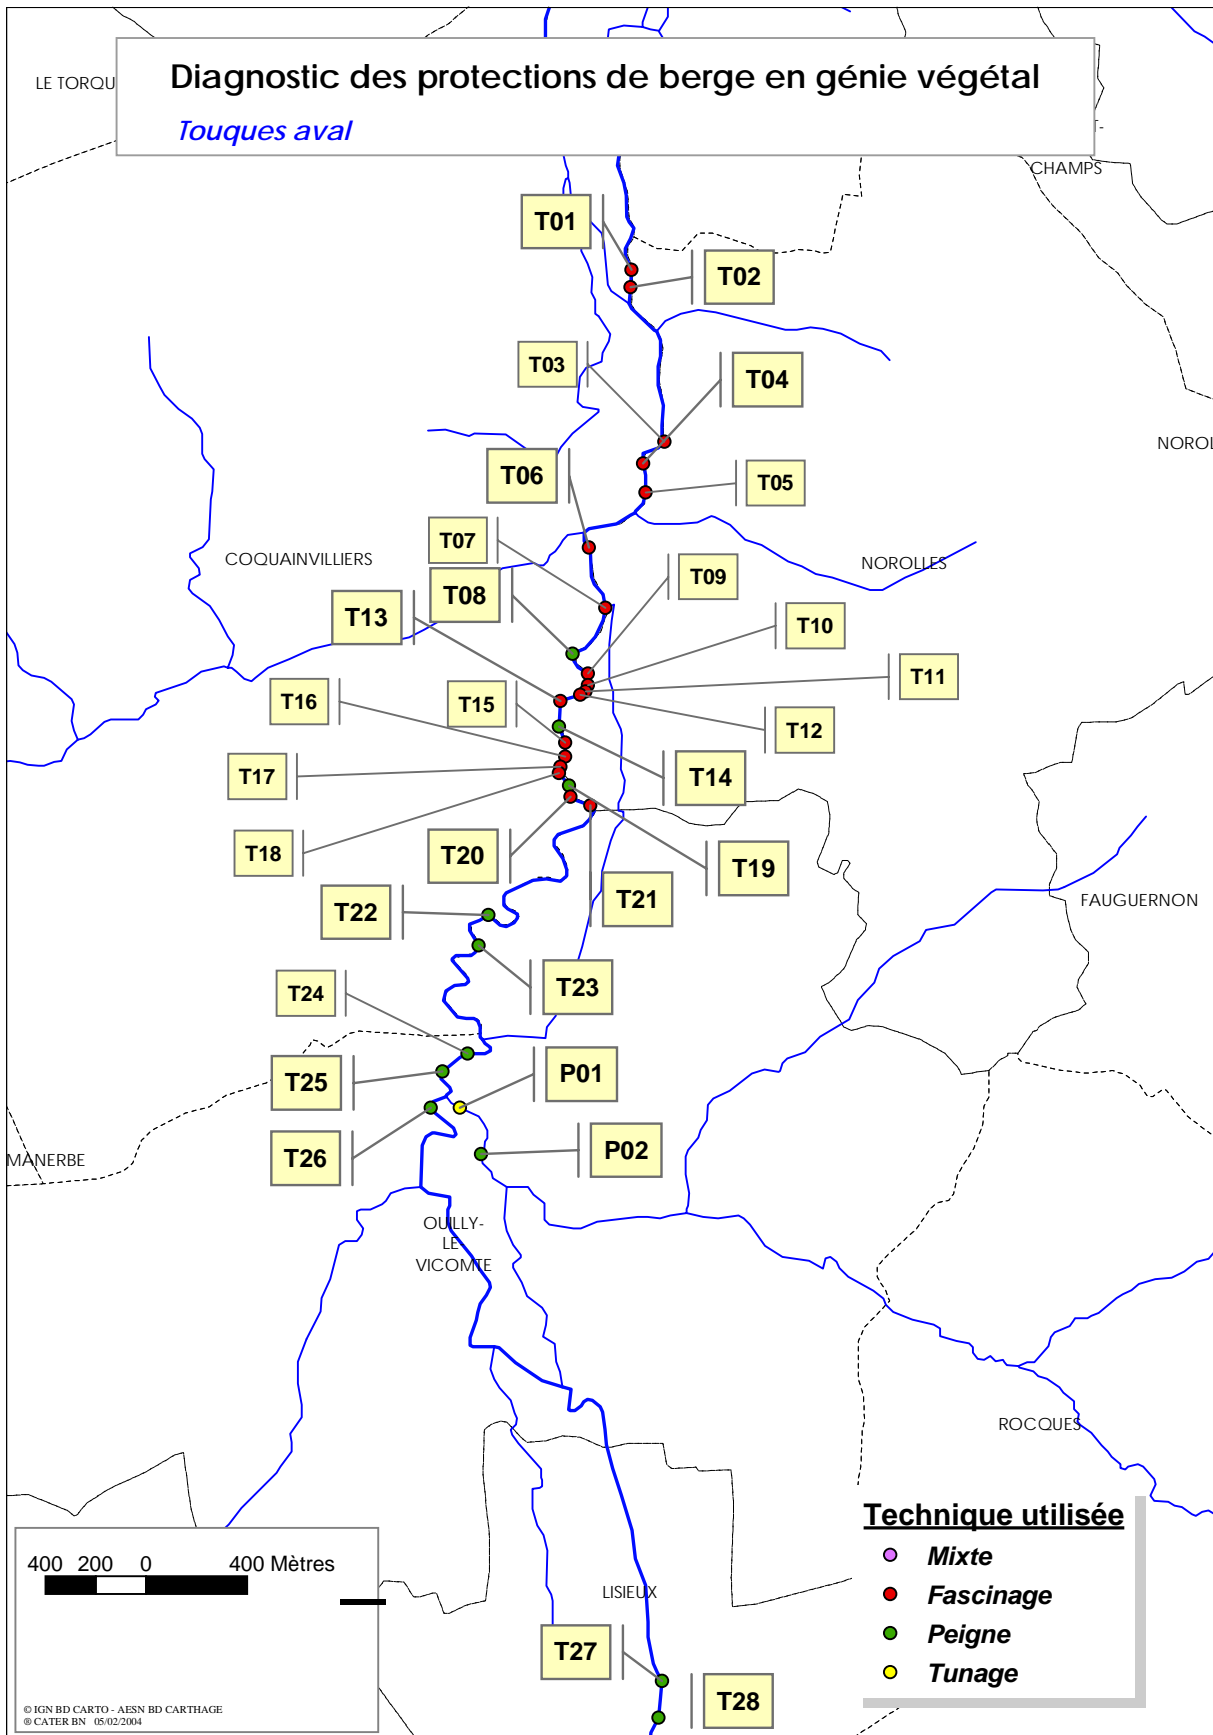 Diagnostic des protections de berge en génie végétal
Touques aval
LE TORQU
T-
CHAMPS
T01
T02
T03
T04
NOROL
T06
T05
T07
COQUAINVILLIERS
NOROLLES
T09
T08
T13
T10
T11
T16
T15
T12
T17
T14
T18
T20
T19
T22
T21
FAUGUERNON
T23
T24
T25
P01
T26
P02
MANERBE
OUILLY-
LE
VICOMTE
ROCQUES
Technique utilisée
Mixte
Fascinage
Peigne
Tunage
400 200 0 400 Mètres
LISIEUX
T27
T28
© IGN BD CARTO - AESN BD CARTHAGE
® CATER BN 05/02/2004